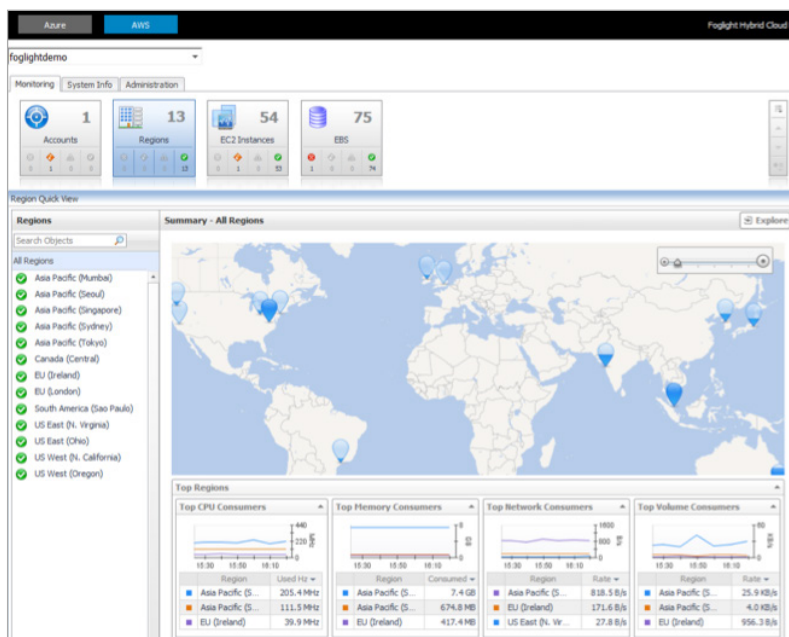 Azure AWS Foglight Hybrid Cloud
foglightdemo
Monitoring System Info Administration
1 13 54 75
Accounts Regions EC2 Instances EBS
0 1 0 0 0 0 0 13 0 1 0 53 1 0 0 74
Region Quick View
Regions
Search Objects
All Regions
Asia Pacific (Mumbai)
Asia Pacific (Seoul)
Asia Pacific (Singapore)
Asia Pacific (Sydney)
Asia Pacific (Tokyo)
Canada (Central)
EU (Ireland)
EU (London)
South America (Sao Paulo)
US East (N. Virginia)
US East (Ohio)
US West (N. California)
US West (Oregon)
Summary - All Regions Explore
Top Regions
Top CPU Consumers
440
220
0
MHz
15:30 15:50 16:10
Region Used Hz
Asia Pacific (S... 205.4 MHz
Asia Pacific (S... 111.5 MHz
EU (Ireland) 39.9 MHz
Top Memory Consumers
8
0
GB
15:30 15:50 16:10
Region Consumed
Asia Pacific (S... 7.4 GB
Asia Pacific (S... 674.8 MB
EU (Ireland) 417.4 MB
Top Network Consumers
1600
800
0
B/s
15:30 15:50 16:10
Region Rate
Asia Pacific (S... 818.5 B/s
EU (Ireland) 171.6 B/s
US East (N. Vir... 27.8 B/s
Top Volume Consumers
60
0
KB/s
15:30 15:50 16:10
Region Rate
Asia Pacific (S... 25.9 KB/s
Asia Pacific (S... 4.0 KB/s
EU (Ireland) 956.3 B/s